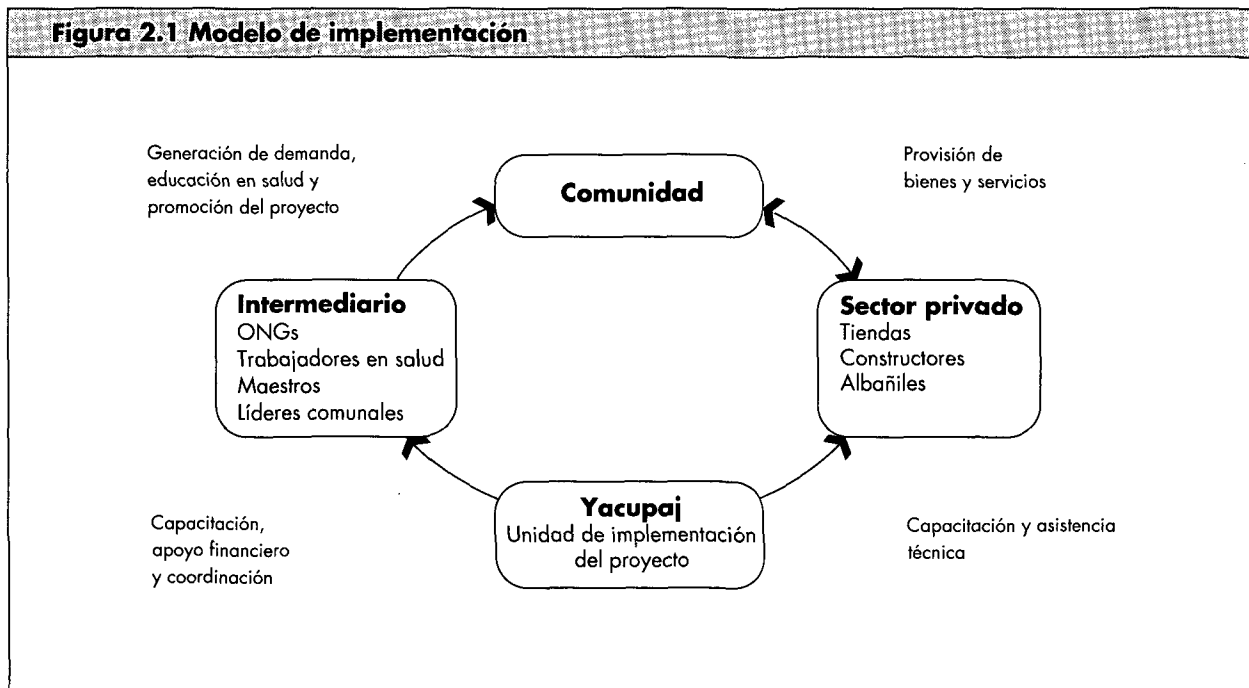 Figura 2.1 Modelo de implementación
Generación de demanda,
educación en salud y
promoción del proyecto
Provisión de
bienes y servicios
Comunidad
Intermediario
ONGs
Trabajadores en salud
Maestros
Líderes comunales
Sector privado
Tiendas
Constructores
Albañiles
Yacupaj
Unidad de implementación
del proyecto
Capacitación,
apoyo financiero
y coordinación
Capacitación y asistencia
técnica